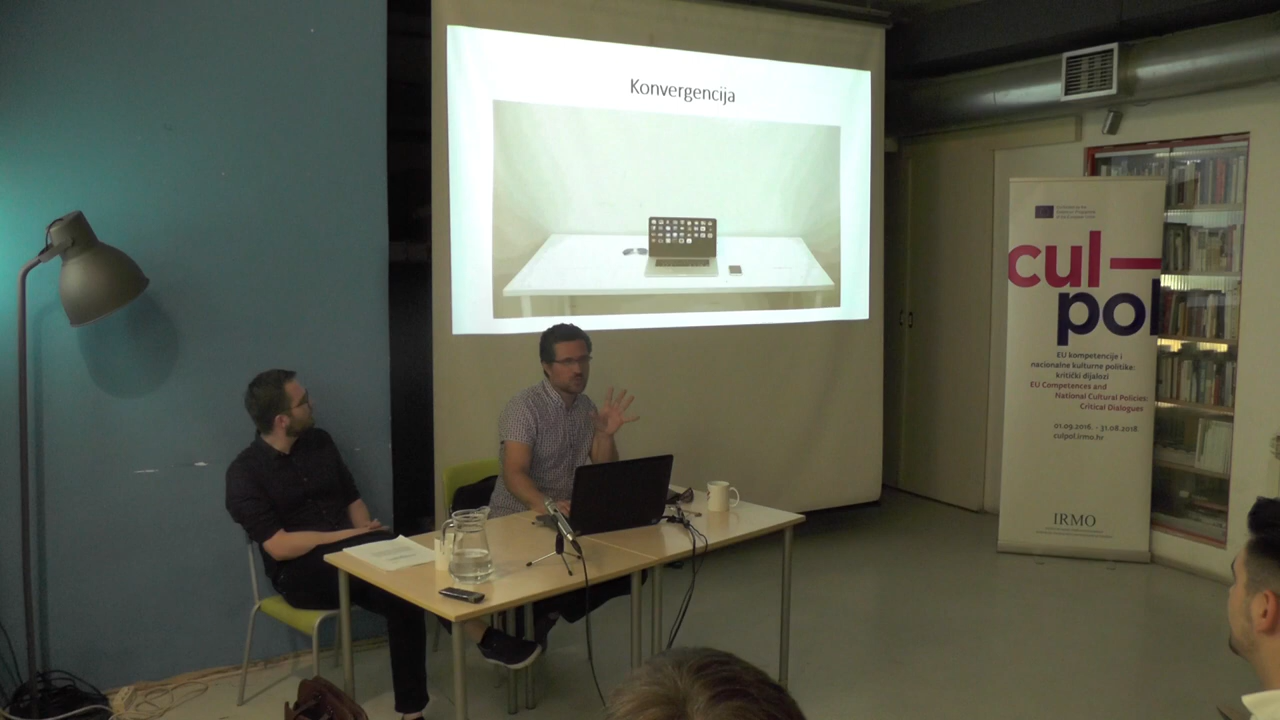 Konvergencija
cul—
pol
EU kompetencije i
nacionalne kulturne politike:
kritički dijalozi
EU Competences and
National Cultural Policies:
Critical Dialogues
01.09.2016. - 31.08.2018.
culpol.irmo.hr
IRMO